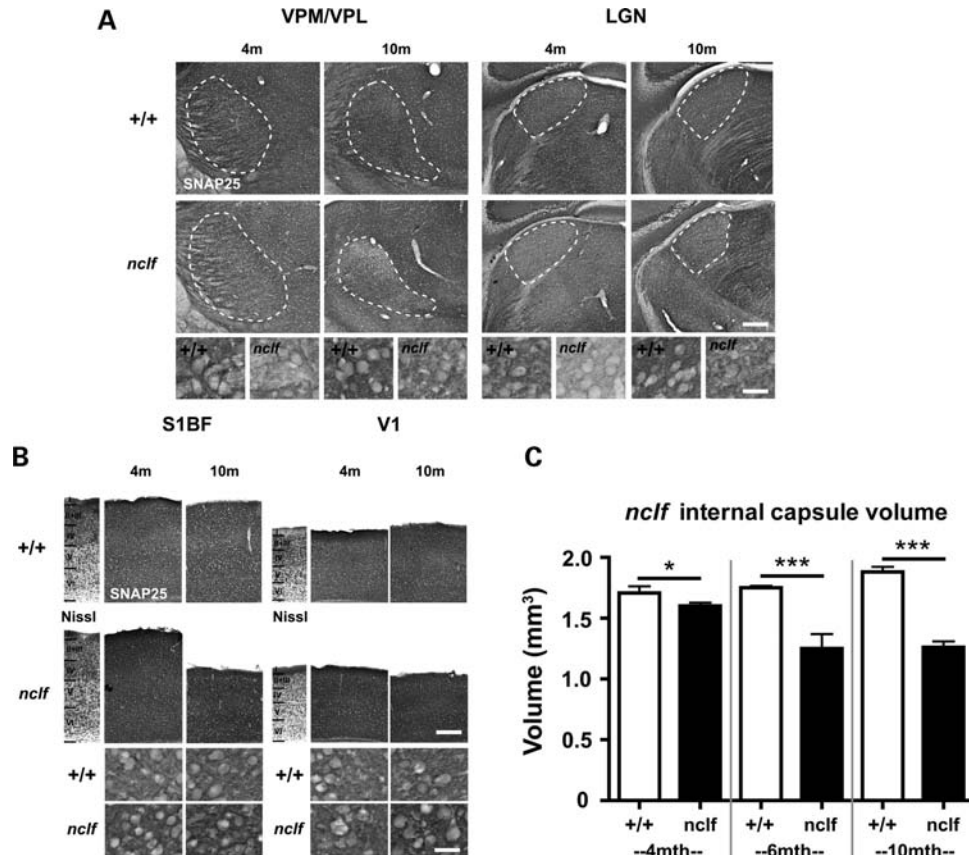 A
VPM/VPL LGN
4m 10m 4m 10m
+/+
SNAP25
nclf
+/+ nclf +/+ nclf +/+ nclf +/+ nclf
S1BF V1
B
4m 10m 4m 10m
+/+
SNAP25
Nissl Nissl
nclf
+/+ +/+
nclf nclf
C
nclf internal capsule volume
* *** ***
Volume (mm³)
2.0
1.5
1.0
0.5
0
+/+ nclf +/+ nclf +/+ nclf
--4mth-- --6mth-- --10mth--